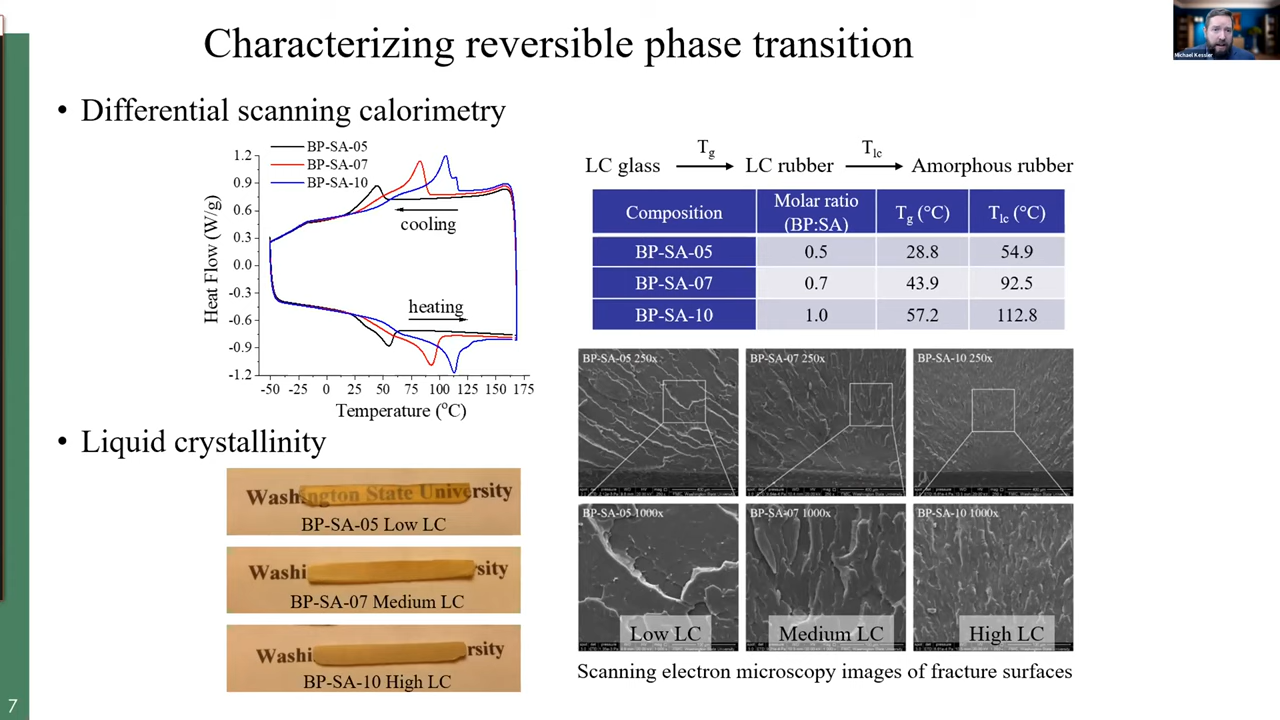 Characterizing reversible phase transition
Michael Kessler
• Differential scanning calorimetry
BP-SA-05
BP-SA-07
BP-SA-10
1.2
0.9
0.6
0.3
0.0
-0.3
-0.6
-0.9
-1.2
Heat Flow (W/g)
cooling
heating
-50 -25 0 25 50 75 100 125 150 175
Temperature (°C)
LC glass Tg LC rubber Tlc Amorphous rubber
Composition Molar ratio (BP:SA) Tg (°C) Tlc (°C)
BP-SA-05 0.5 28.8 54.9
BP-SA-07 0.7 43.9 92.5
BP-SA-10 1.0 57.2 112.8
• Liquid crystallinity
Washington State University
BP-SA-05 Low LC
Washi sity
BP-SA-07 Medium LC
Washi rsity
BP-SA-10 High LC
BP-SA-05 250x BP-SA-07 250x BP-SA-10 250x
BP-SA-05 1000x BP-SA-07 1000x BP-SA-10 1000x
Low LC Medium LC High LC
Scanning electron microscopy images of fracture surfaces
7